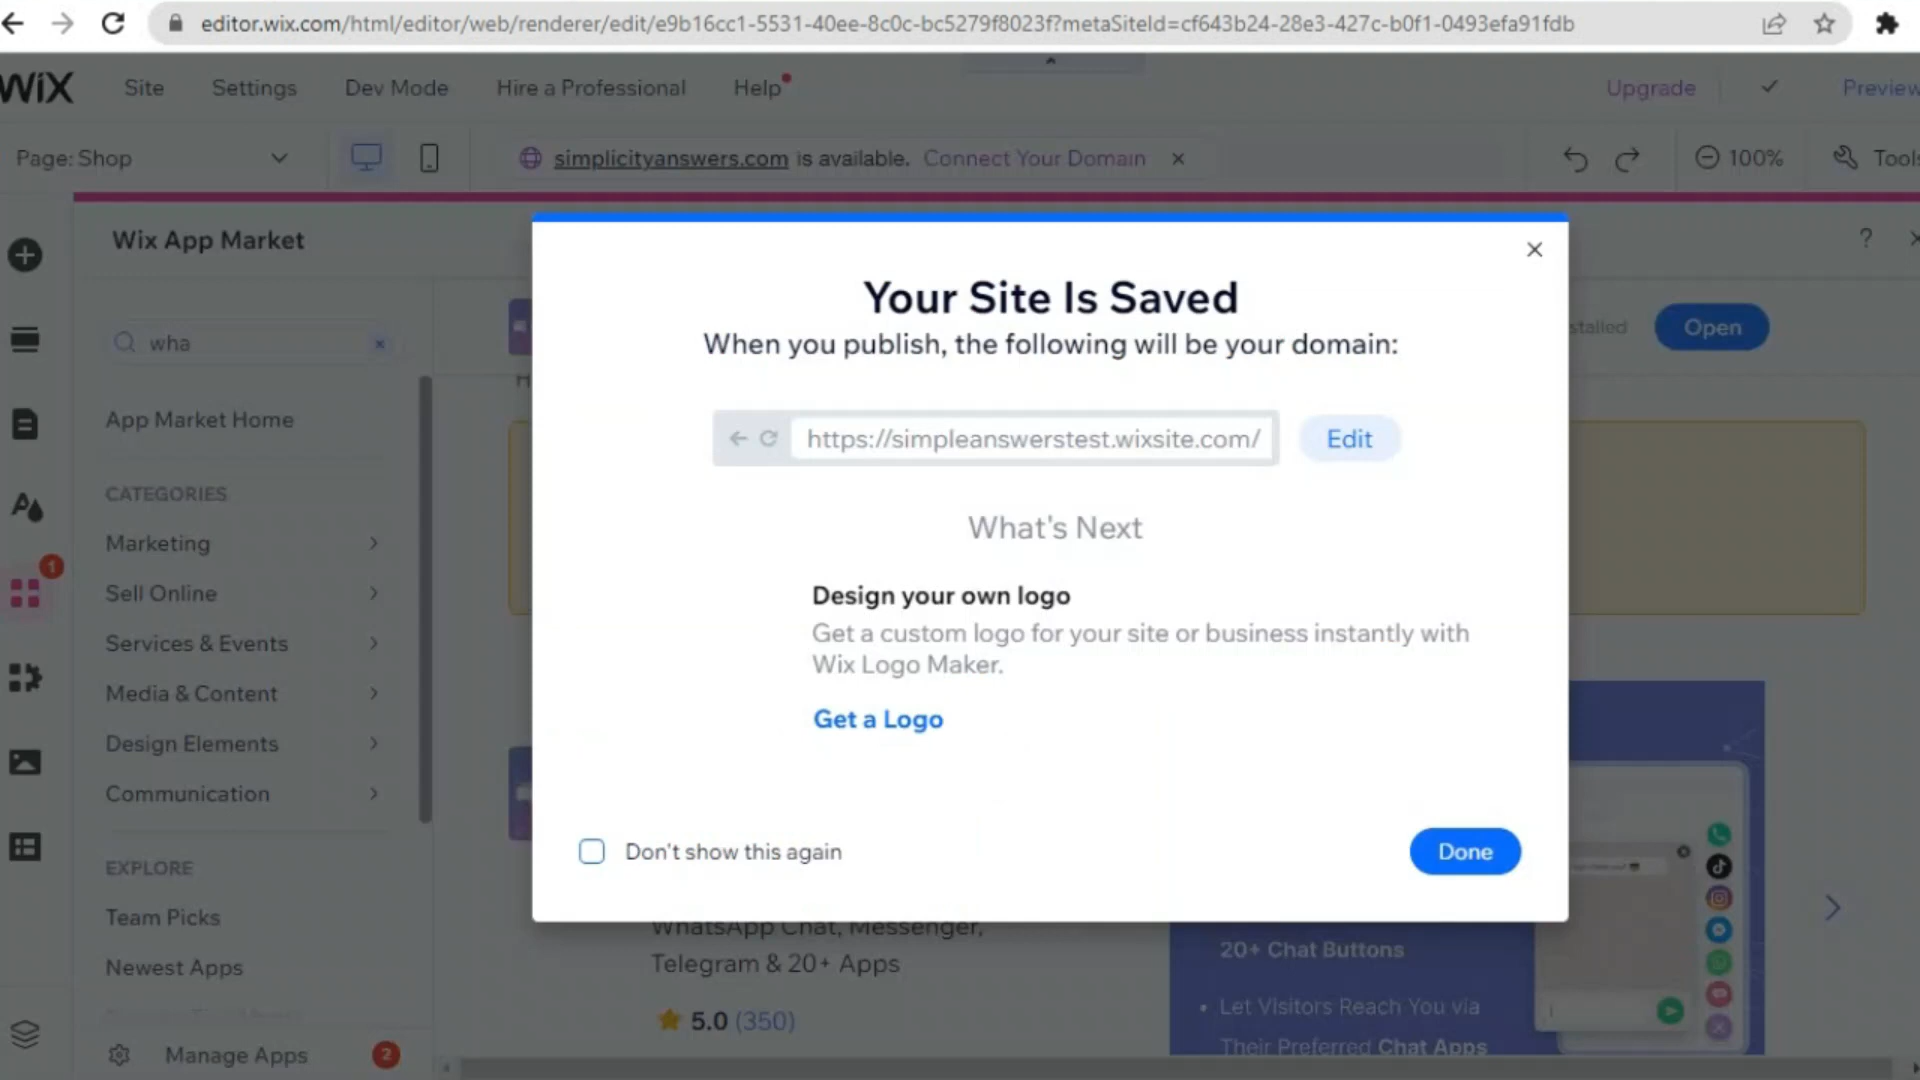 editor.wix.com/html/editor/web/renderer/edit/e9b16cc1-5531-40ee-8c0c-bc5279f8023f?metaSiteId=cf643b24-28e3-427c-b0f1-0493efa91fdb
WiX Site Settings Dev Mode Hire a Professional Help Upgrade Preview
Page: Shop simplicityanswers.com is available. Connect Your Domain 100% Tools
Wix App Market ?
wha
stalled Open
App Market Home
CATEGORIES
Marketing
Sell Online
Services & Events
Media & Content
Design Elements
Communication
EXPLORE
Team Picks
Newest Apps
Manage Apps 2
1
Your Site Is Saved
When you publish, the following will be your domain:
https://simpleanswerstest.wixsite.com/ Edit
What's Next
Design your own logo
Get a custom logo for your site or business instantly with
Wix Logo Maker.
Get a Logo
Don't show this again Done
WhatsApp Chat, Messenger,
Telegram & 20+ Apps
5.0 (350)
20+ Chat Buttons
• Let Visitors Reach You via
Their Preferred Chat Apps